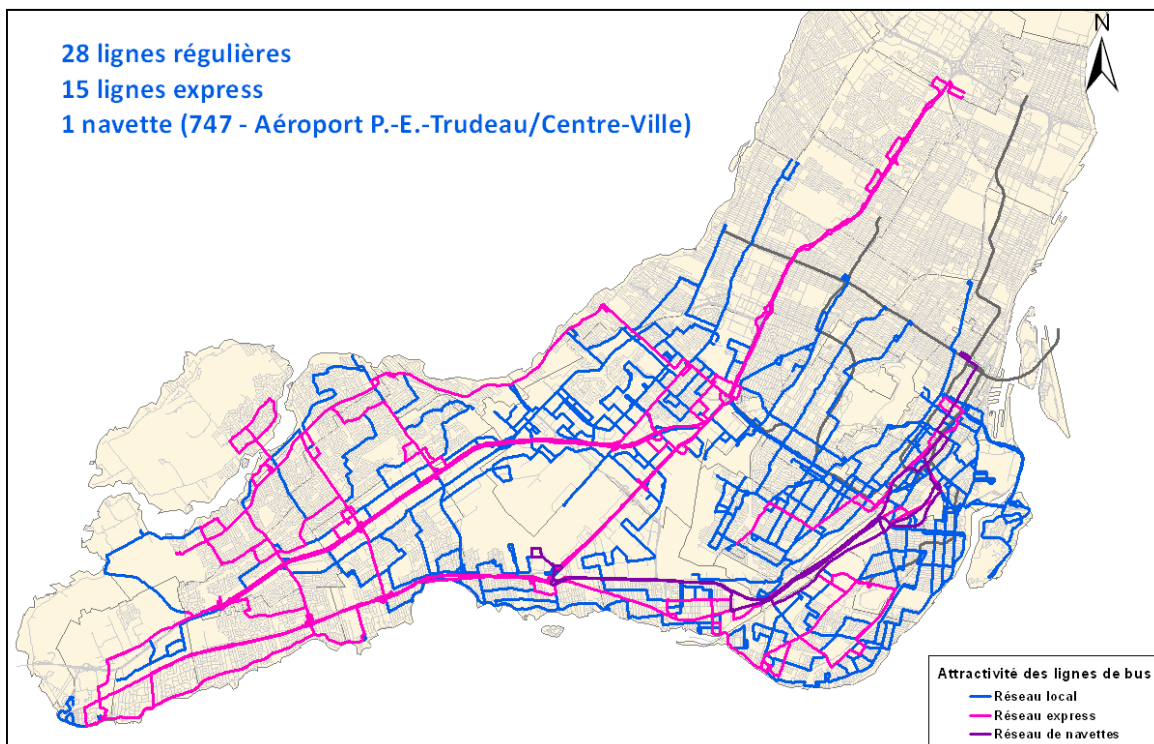 28 lignes régulières
15 lignes express
1 navette (747 - Aéroport P.-E.-Trudeau/Centre-Ville)
N
Attractivité des lignes de bus
Réseau local
Réseau express
Réseau de navettes